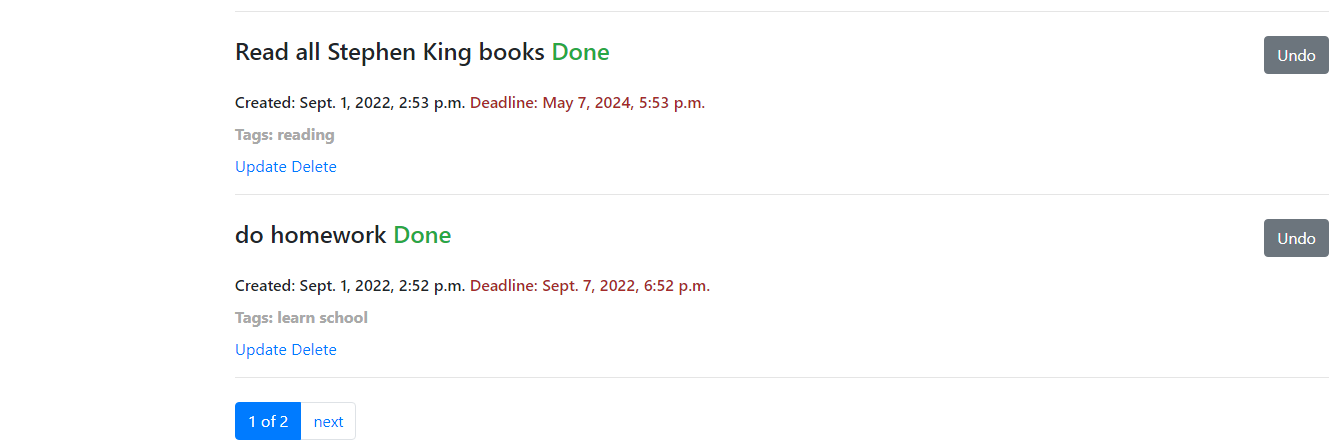 Read all Stephen King books Done
Undo
Created: Sept. 1, 2022, 2:53 p.m. Deadline: May 7, 2024, 5:53 p.m.
Tags: reading
Update Delete
do homework Done
Undo
Created: Sept. 1, 2022, 2:52 p.m. Deadline: Sept. 7, 2022, 6:52 p.m.
Tags: learn school
Update Delete
1 of 2 next